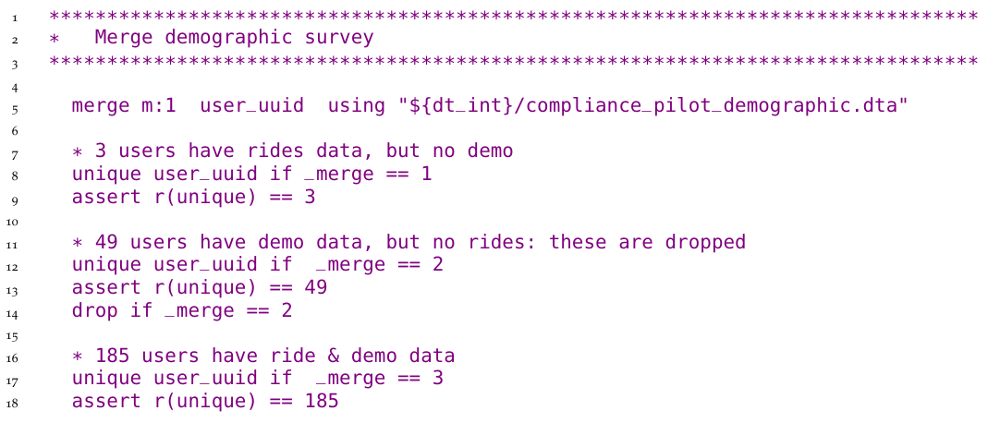 1 ********************************************************************************
2 *   Merge demographic survey
3 ********************************************************************************
4
5   merge m:1  user_uuid  using "${dt_int}/compliance_pilot_demographic.dta"
6
7   * 3 users have rides data, but no demo
8   unique user_uuid if _merge == 1
9   assert r(unique) == 3
10
11   * 49 users have demo data, but no rides: these are dropped
12   unique user_uuid if  _merge == 2
13   assert r(unique) == 49
14   drop if _merge == 2
15
16   * 185 users have ride & demo data
17   unique user_uuid if  _merge == 3
18   assert r(unique) == 185